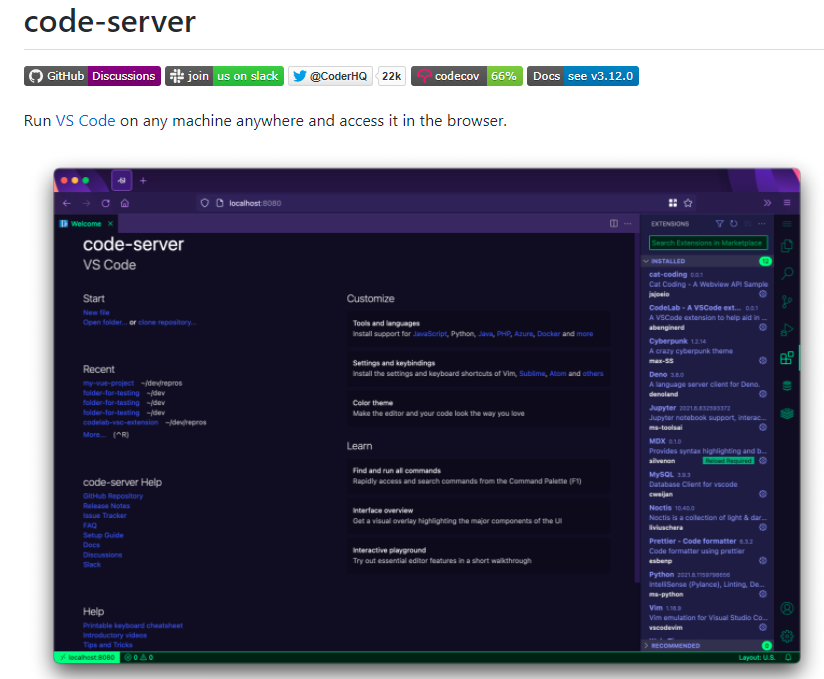 code-server
GitHub Discussions join us on slack @CoderHQ 22k codecov 66% Docs see v3.12.0
Run VS Code on any machine anywhere and access it in the browser.
localhost:8080
Welcome
code-server
VS Code
Start
New file
Open folder... or clone repository...
Recent
my-vue-project ~/dev/repros
folder-for-testing ~/dev
folder-for-testing ~/dev
folder-for-testing ~/dev
codelab-vsc-extension ~/dev/repros
More... (^R)
code-server Help
GitHub Repository
Release Notes
Issue Tracker
FAQ
Setup Guide
Docs
Discussions
Slack
Help
Printable keyboard cheatsheet
Introductory videos
Tips and Tricks
Customize
Tools and languages
Install support for JavaScript, Python, Java, PHP, Azure, Docker and more
Settings and keybindings
Install the settings and keyboard shortcuts of Vim, Sublime, Atom and others
Color theme
Make the editor and your code look the way you love
Learn
Find and run all commands
Rapidly access and search commands from the Command Palette (F1)
Interface overview
Get a visual overlay highlighting the major components of the UI
Interactive playground
Try out essential editor features in a short walkthrough
EXTENSIONS
Search Extensions in Marketplace
INSTALLED 12
cat-coding 0.0.1
Cat Coding - A Webview API Sample
jsjoeio
CodeLab - A VSCode ext... 0.0.1
A VSCode extension to help aid in ...
abenginerd
Cyberpunk 1.2.14
A crazy cyberpunk theme
max-SS
Deno 3.8.0
A language server client for Deno.
denoland
Jupyter
Jupyter notebook support, interac...
ms-toolsai
MDX 0.1.0
Provides syntax highlighting and b...
silvenon Reload Required
MySQL 3.9.3
Database Client for vscode
cweijan
Noctis 10.40.0
Noctis is a collection of light & dar...
liviuschera
Prettier - Code formatter 6.3.2
Code formatter using prettier
esbenp
Python
IntelliSense (Pylance), Linting, De...
ms-python
Vim 1.18.9
Vim emulation for Visual Studio Co...
vscodevim
RECOMMENDED 0
localhost:8080 0 0 Layout: U.S.